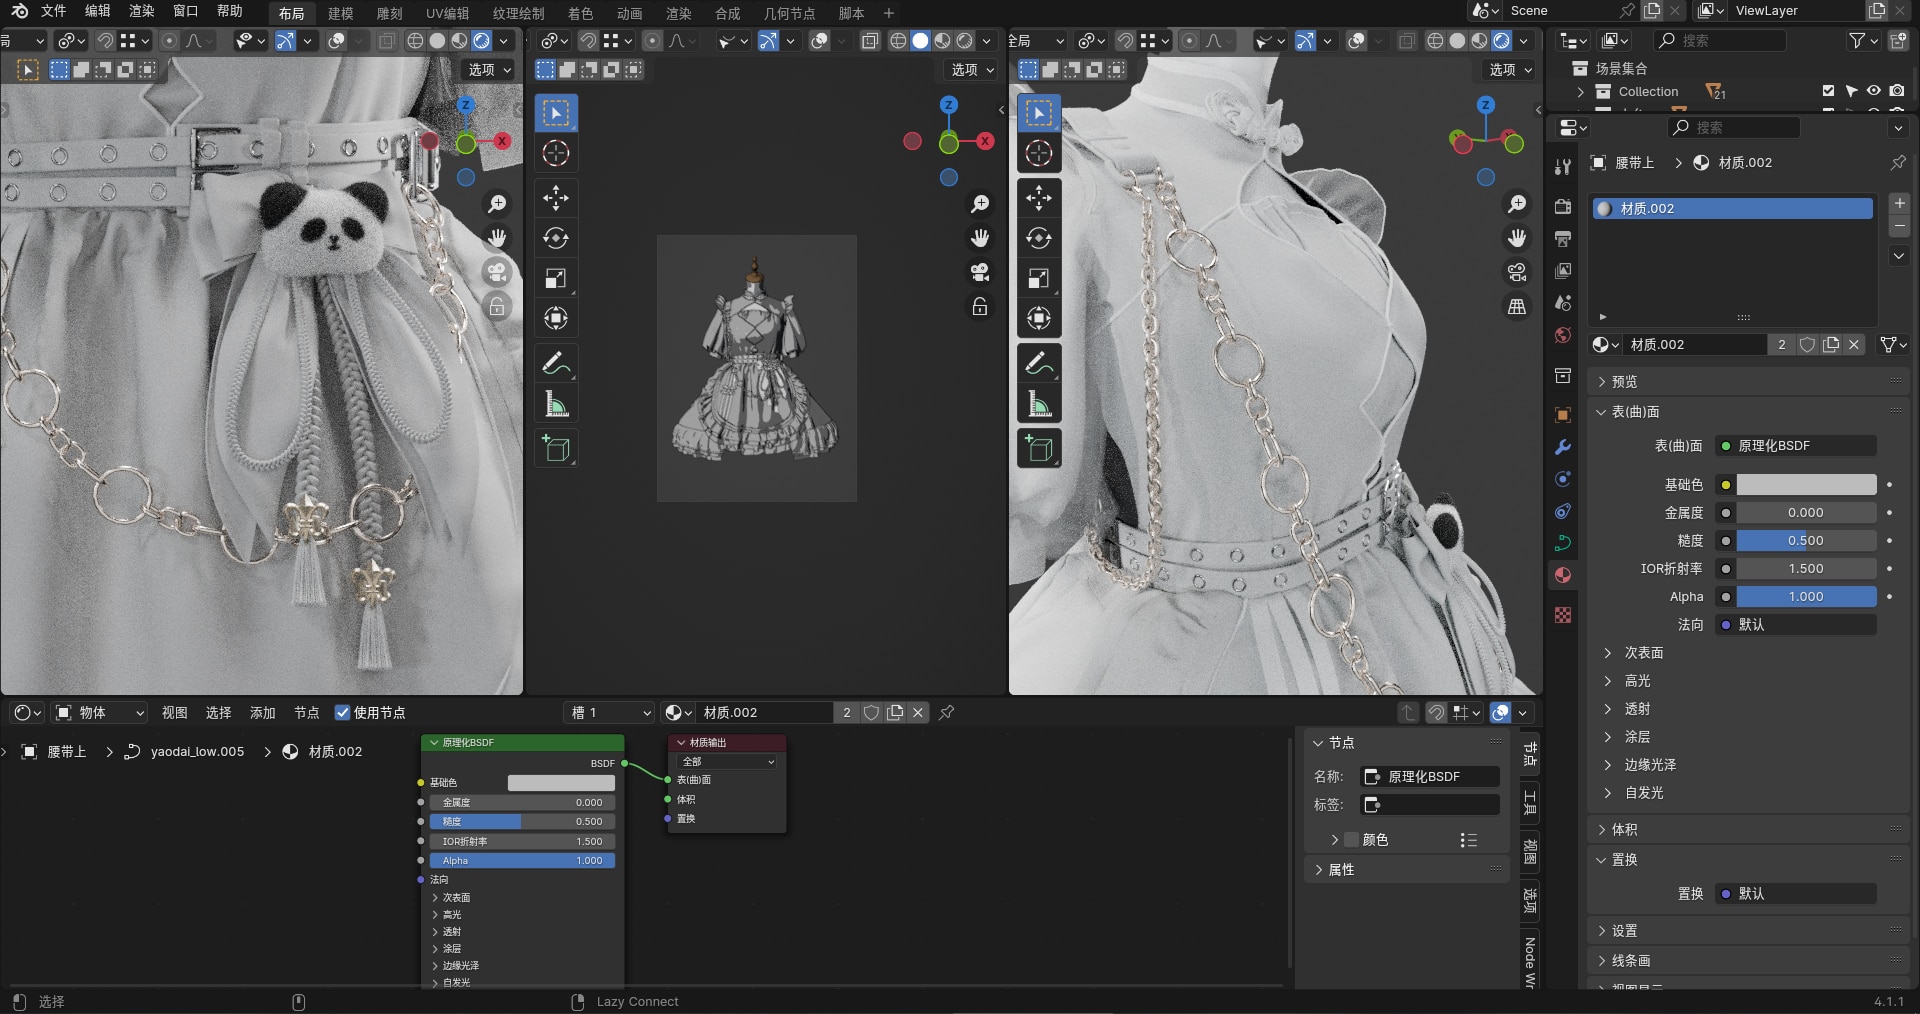 文件 编辑 渲染 窗口 帮助 布局 建模 雕刻 UV编辑 纹理绘制 着色 动画 渲染 合成 几何节点 脚本 + Scene ViewLayer
局
全局
搜索
选项
选项
选项
场景集合
Collection 21
搜索
Z
X
Z
X
Z
腰带上 > 材质.002
材质.002
材质.002 2
预览
表(曲)面
表(曲)面 原理化BSDF
基础色
金属度 0.000
糙度 0.500
IOR折射率 1.500
Alpha 1.000
法向 默认
次表面
高光
透射
涂层
边缘光泽
自发光
体积
置换
置换 默认
设置
线条画
物体 视图 选择 添加 节点 使用节点 槽 1 材质.002 2
腰带上 > yaodai_low.005 > 材质.002
原理化BSDF
BSDF
基础色
金属度 0.000
糙度 0.500
IOR折射率 1.500
Alpha 1.000
法向
次表面
高光
透射
涂层
边缘光泽
自发光
材质输出
全部
表(曲)面
体积
置换
节点
名称: 原理化BSDF
标签:
颜色
属性
节点
工具
视图
选项
Node Wr
选择 Lazy Connect 4.1.1